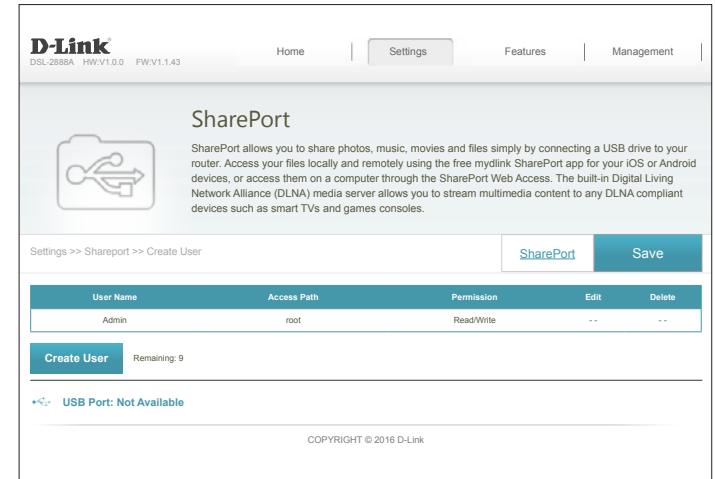 D-Link®
DSL-2888A HW:V1.0.0 FW:V1.1.43
Home
Settings
Features
Management
SharePort
SharePort allows you to share photos, music, movies and files simply by connecting a USB drive to your
router. Access your files locally and remotely using the free mydlink SharePort app for your iOS or Android
devices, or access them on a computer through the SharePort Web Access. The built-in Digital Living
Network Alliance (DLNA) media server allows you to stream multimedia content to any DLNA compliant
devices such as smart TVs and games consoles.
Settings >> Shareport >> Create User
SharePort
Save
User Name Access Path Permission Edit Delete
Admin root Read/Write - - - -
Create User Remaining: 9
USB Port: Not Available
COPYRIGHT © 2016 D-Link